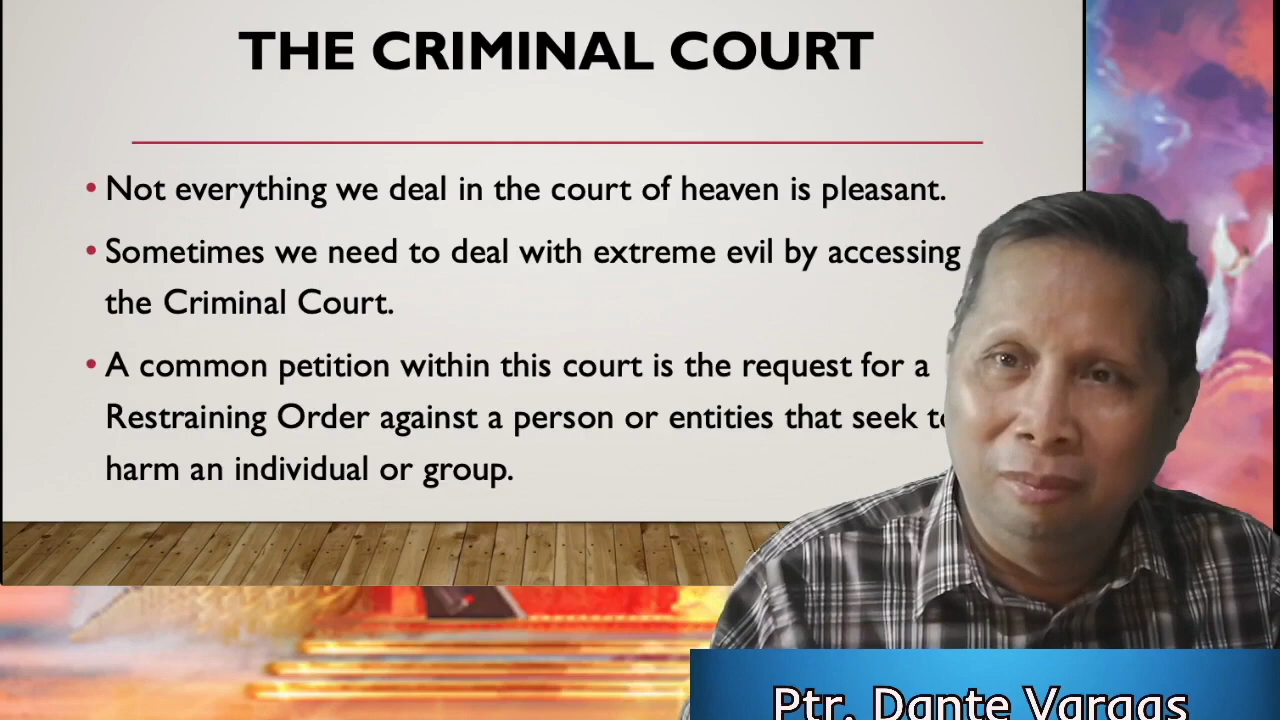 THE CRIMINAL COURT
• Not everything we deal in the court of heaven is pleasant.
• Sometimes we need to deal with extreme evil by accessing
the Criminal Court.
• A common petition within this court is the request for a
Restraining Order against a person or entities that seek to
harm an individual or group.
Ptr. Dante Vargas